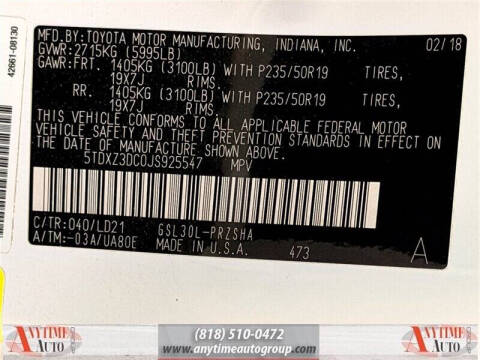 MFD.BY:TOYOTA MOTOR MANUFACTURING, INDIANA, INC. 02/18
GVWR:2715KG (5995LB)
GAWR:FRT. 1405KG (3100LB) WITH P235/50R19 TIRES,
19X7J RIMS.
RR. 1405KG (3100LB) WITH P235/50R19 TIRES,
19X7J RIMS.
THIS VEHICLE CONFORMS TO ALL APPLICABLE FEDERAL MOTOR
VEHICLE SAFETY AND THEFT PREVENTION STANDARDS IN EFFECT ON
THE DATE OF MANUFACTURE SHOWN ABOVE.
5TDXZ3DC0JS925547 MPV
C/TR:040/LD21 GSL30L-PRZSHA
A/TM:-03A/UA80E MADE IN U.S.A. 473 A
42661-08130
ANYTIME AUTO
(818) 510-0472
www.anytimeautogroup.com
ANYTIME AUTO